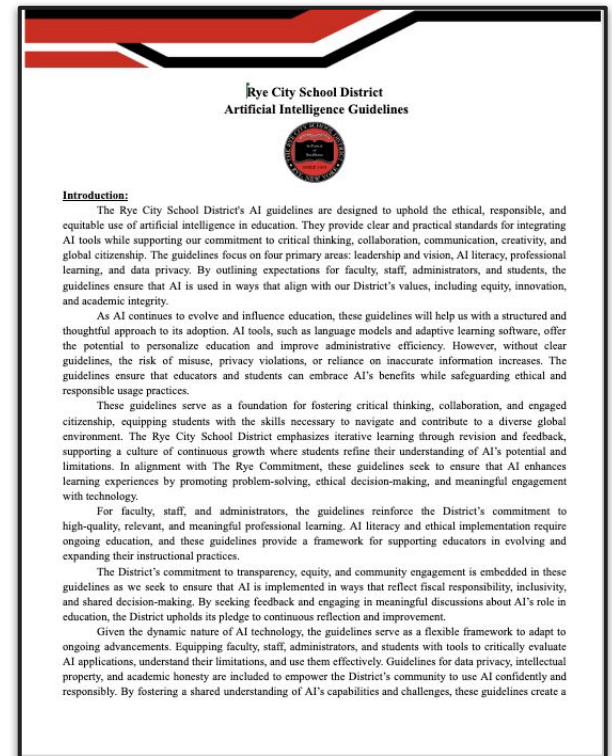 Rye City School District
Artificial Intelligence Guidelines
Introduction:
The Rye City School District's AI guidelines are designed to uphold the ethical, responsible, and
equitable use of artificial intelligence in education. They provide clear and practical standards for integrating
AI tools while supporting our commitment to critical thinking, collaboration, communication, creativity, and
global citizenship. The guidelines focus on four primary areas: leadership and vision, AI literacy, professional
learning, and data privacy. By outlining expectations for faculty, staff, administrators, and students, the
guidelines ensure that AI is used in ways that align with our District's values, including equity, innovation,
and academic integrity.
As AI continues to evolve and influence education, these guidelines will help us with a structured and
thoughtful approach to its adoption. AI tools, such as language models and adaptive learning software, offer
the potential to personalize education and improve administrative efficiency. However, without clear
guidelines, the risk of misuse, privacy violations, or reliance on inaccurate information increases. The
guidelines ensure that educators and students can embrace AI's benefits while safeguarding ethical and
responsible usage practices.
These guidelines serve as a foundation for fostering critical thinking, collaboration, and engaged
citizenship, equipping students with the skills necessary to navigate and contribute to a diverse global
environment. The Rye City School District emphasizes iterative learning through revision and feedback,
supporting a culture of continuous growth where students refine their understanding of AI's potential and
limitations. In alignment with The Rye Commitment, these guidelines seek to ensure that AI enhances
learning experiences by promoting problem-solving, ethical decision-making, and meaningful engagement
with technology.
For faculty, staff, and administrators, the guidelines reinforce the District's commitment to
high-quality, relevant, and meaningful professional learning. AI literacy and ethical implementation require
ongoing education, and these guidelines provide a framework for supporting educators in evolving and
expanding their instructional practices.
The District's commitment to transparency, equity, and community engagement is embedded in these
guidelines as we seek to ensure that AI is implemented in ways that reflect fiscal responsibility, inclusivity,
and shared decision-making. By seeking feedback and engaging in meaningful discussions about AI's role in
education, the District upholds its pledge to continuous reflection and improvement.
Given the dynamic nature of AI technology, the guidelines serve as a flexible framework to adapt to
ongoing advancements. Equipping faculty, staff, administrators, and students with tools to critically evaluate
AI applications, understand their limitations, and use them effectively. Guidelines for data privacy, intellectual
property, and academic honesty are included to empower the District's community to use AI confidently and
responsibly. By fostering a shared understanding of AI's capabilities and challenges, these guidelines create a